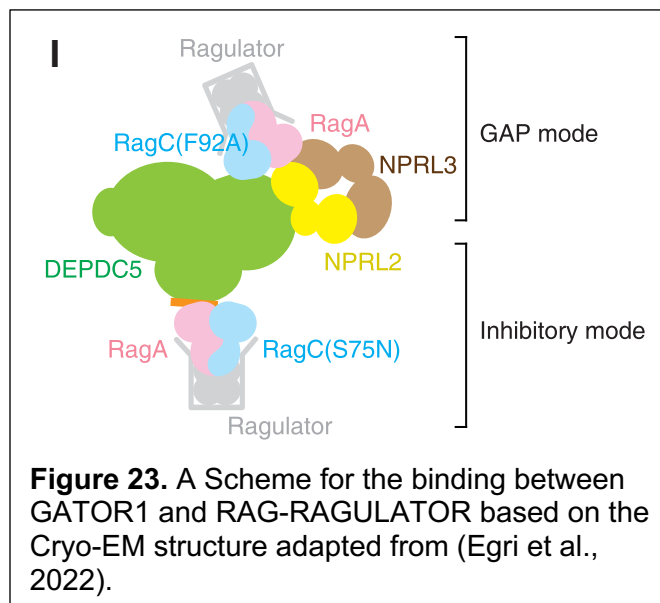 I
Ragulator
RagC(F92A)
RagA
GAP mode
NPRL3
DEPDC5
NPRL2
RagA
RagC(S75N)
Inhibitory mode
Ragulator
Figure 23. A Scheme for the binding between
GATOR1 and RAG-RAGULATOR based on the
Cryo-EM structure adapted from (Egri et al.,
2022).